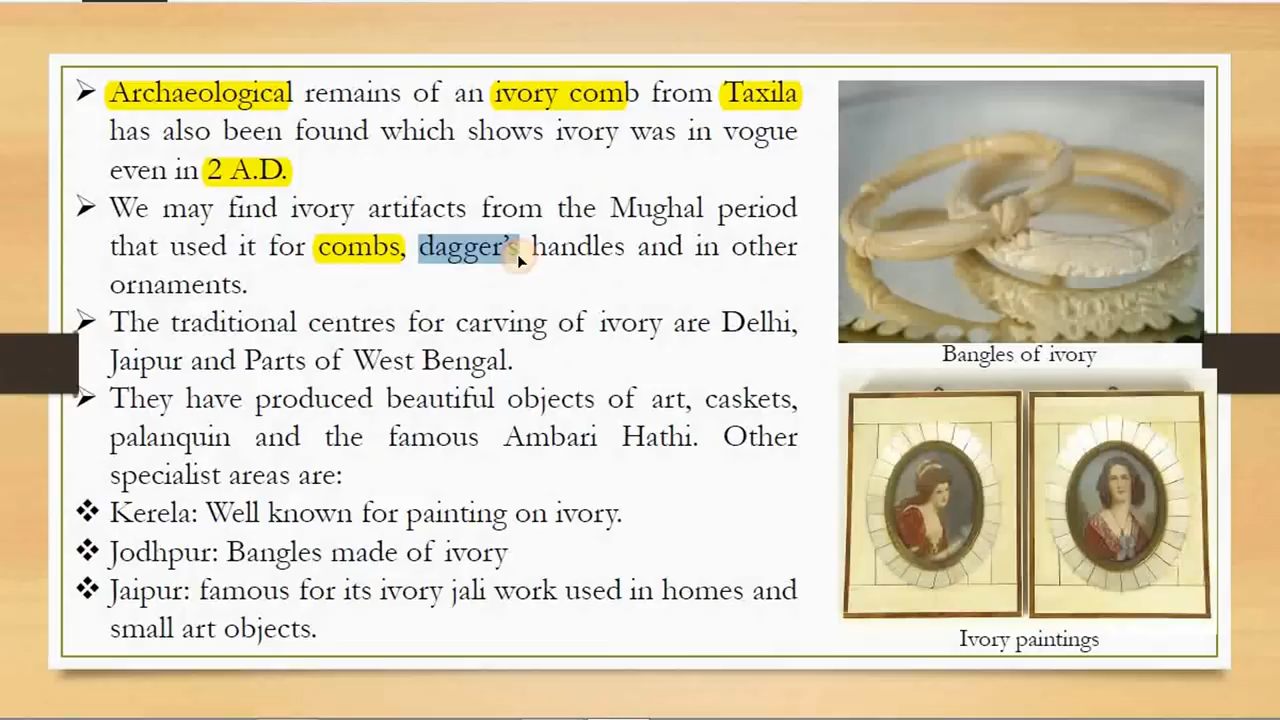 Archaeological remains of an ivory comb from Taxila
has also been found which shows ivory was in vogue
even in 2 A.D.
We may find ivory artifacts from the Mughal period
that used it for combs, dagger's handles and in other
ornaments.
The traditional centres for carving of ivory are Delhi,
Jaipur and Parts of West Bengal.
They have produced beautiful objects of art, caskets,
palanquin and the famous Ambari Hathi. Other
specialist areas are:
Kerela: Well known for painting on ivory.
Jodhpur: Bangles made of ivory
Jaipur: famous for its ivory jali work used in homes and
small art objects.
Bangles of ivory
Ivory paintings